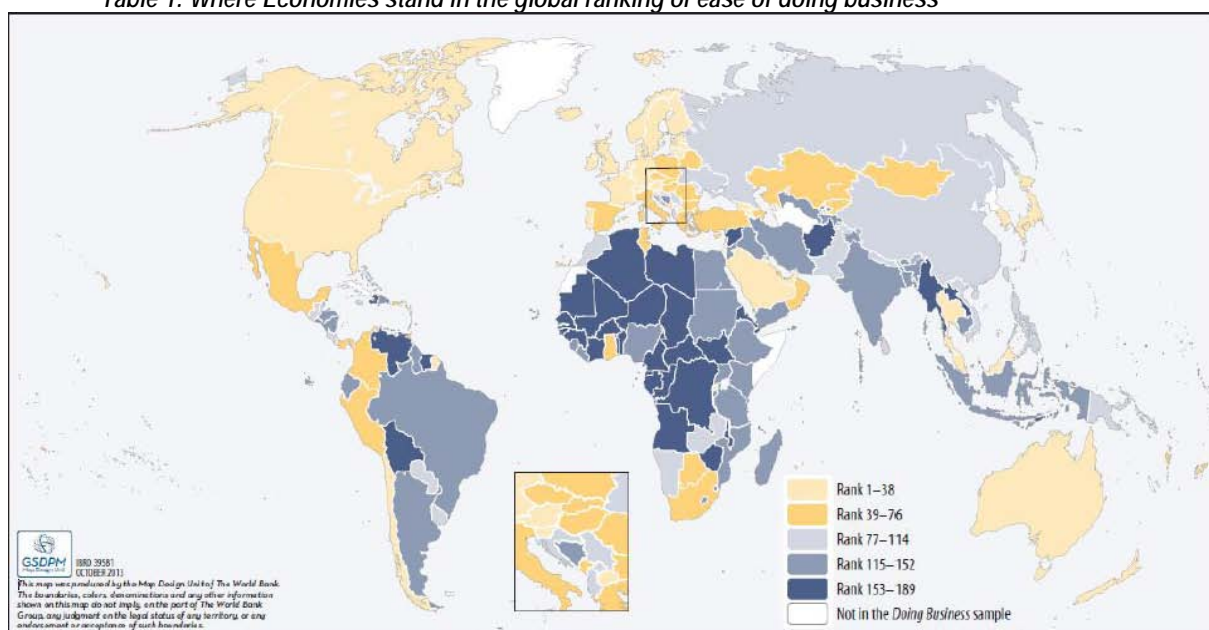 Table 1: Where Economies stand in the global ranking of ease of doing business
Rank 1–38
Rank 39–76
Rank 77–114
Rank 115–152
Rank 153–189
Not in the Doing Business sample
GSDPM
Map Design Unit
IBRD 39581
OCTOBER 2013
This map was produced by the Map Design Unit of The World Bank.
The boundaries, colors, denominations and any other information
shown on this map do not imply, on the part of The World Bank
Group, any judgment on the legal status of any territory, or any
endorsement or acceptance of such boundaries.